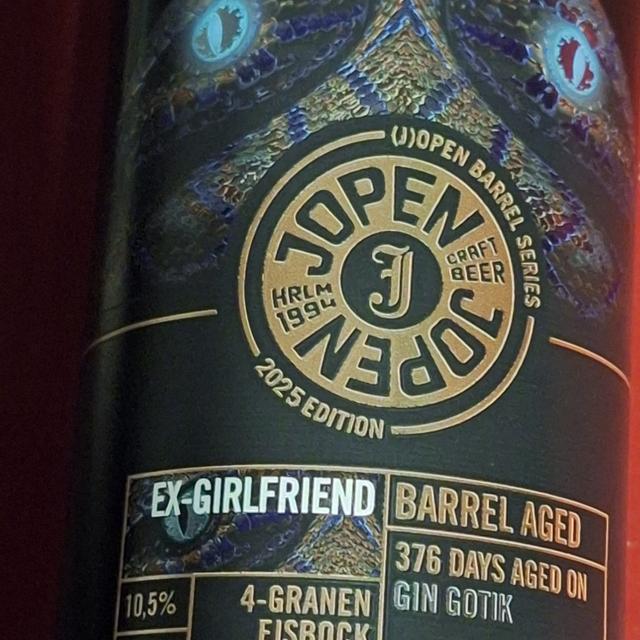 (J)OPEN BARREL SERIES
JOPEN
CRAFT
BEER
J
HRLM
1994
JOPEN
2025 EDITION
EX-GIRLFRIEND
BARREL AGED
376 DAYS AGED ON
GIN GOTIK
10,5%
4-GRANEN
EISBOCK